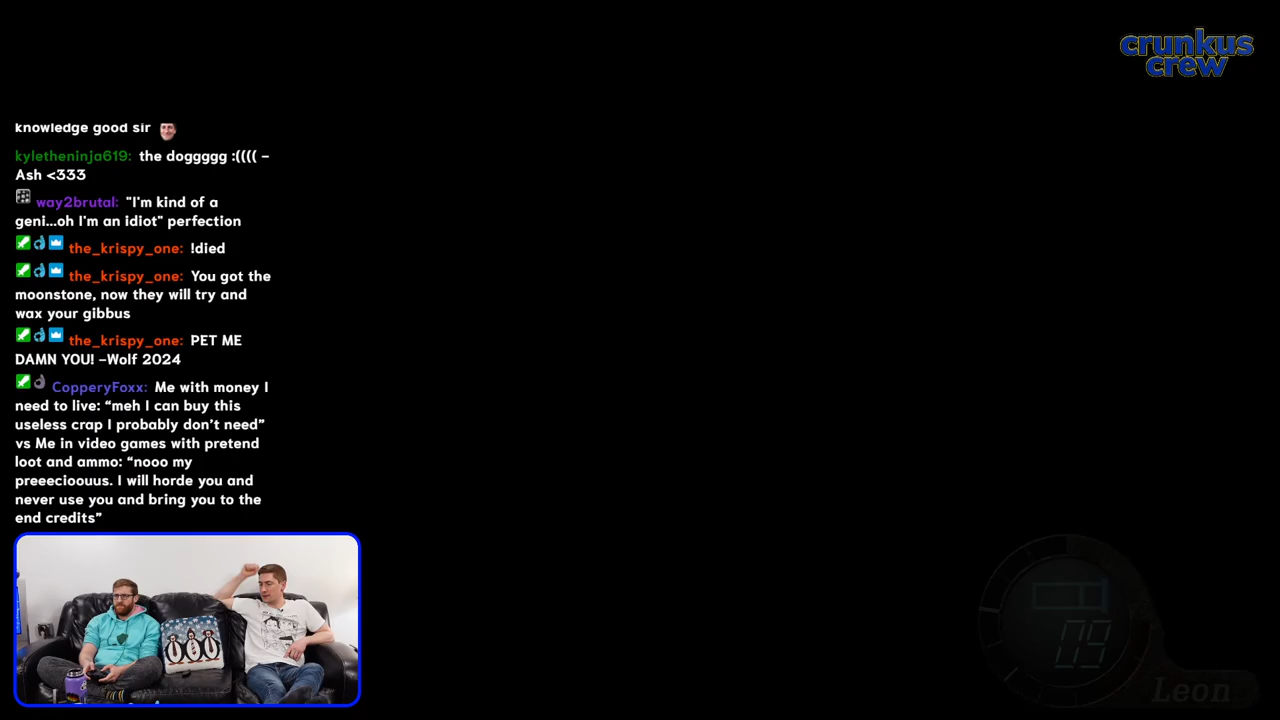 crunkus
crew
knowledge good sir
kyletheninja619: the doggggg :(((( -
Ash <333
way2brutal: "I'm kind of a
geni...oh I'm an idiot" perfection
the_krispy_one: !died
the_krispy_one: You got the
moonstone, now they will try and
wax your gibbus
the_krispy_one: PET ME
DAMN YOU! -Wolf 2024
CopperyFoxx: Me with money I
need to live: “meh I can buy this
useless crap I probably don’t need”
vs Me in video games with pretend
loot and ammo: “nooo my
preeecioouus. I will horde you and
never use you and bring you to the
end credits”
09
Leon